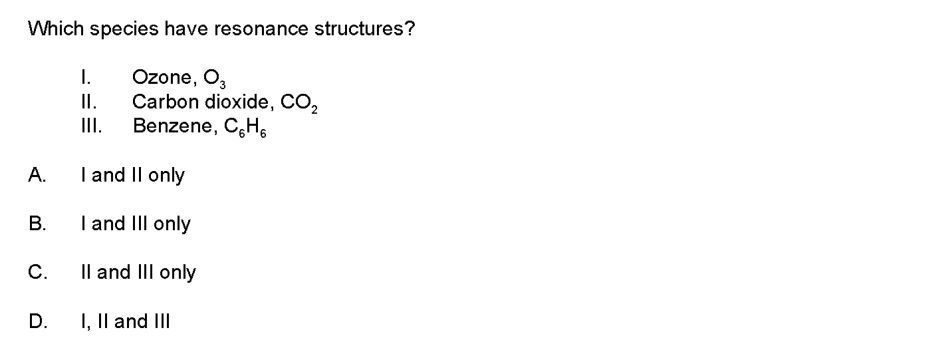 Which species have resonance structures?
I. Ozone, O₃
II. Carbon dioxide, CO₂
III. Benzene, C₆H₆
A. I and II only
B. I and III only
C. II and III only
D. I, II and III